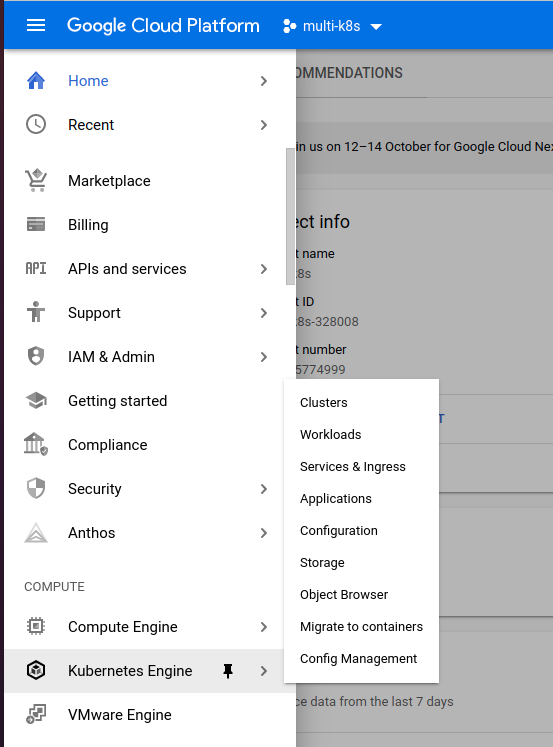 Google Cloud Platform
multi-k8s
Home
Recent
Marketplace
Billing
API APIs and services
Support
IAM & Admin
Getting started
Compliance
Security
Anthos
COMPUTE
Compute Engine
Kubernetes Engine
VMware Engine
Clusters
Workloads
Services & Ingress
Applications
Configuration
Storage
Object Browser
Migrate to containers
Config Management
OMMENDATIONS
in us on 12–14 October for Google Cloud Nex
ect info
t name
k8s
t ID
k8s-328008
t number
5774999
T
ce data from the last 7 days